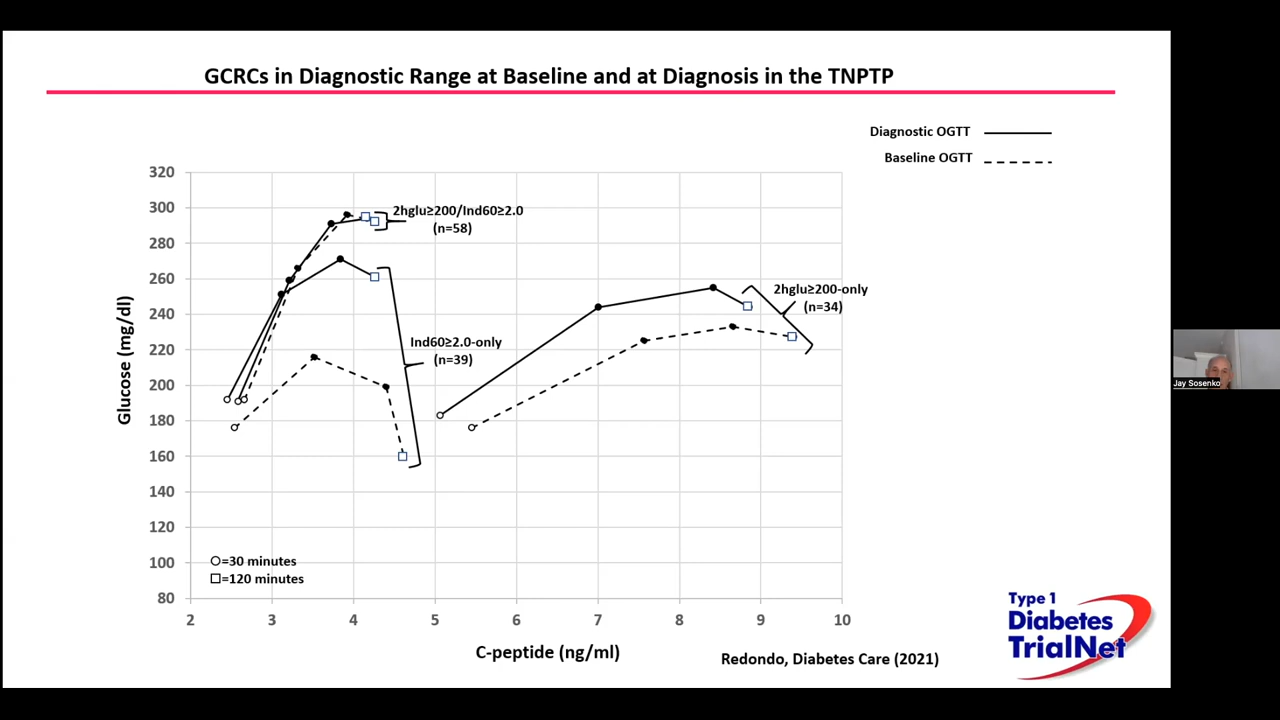 GCRCs in Diagnostic Range at Baseline and at Diagnosis in the TNPTP
Diagnostic OGTT
Baseline OGTT
320
300
280
260
240
220
200
180
160
140
120
100
80
Glucose (mg/dl)
2hglu≥200/Ind60≥2.0
(n=58)
2hglu≥200-only
(n=34)
Ind60≥2.0-only
(n=39)
=30 minutes
=120 minutes
2 3 4 5 6 7 8 9 10
C-peptide (ng/ml)
Redondo, Diabetes Care (2021)
Type 1
Diabetes
TrialNet
Jay Sosenko